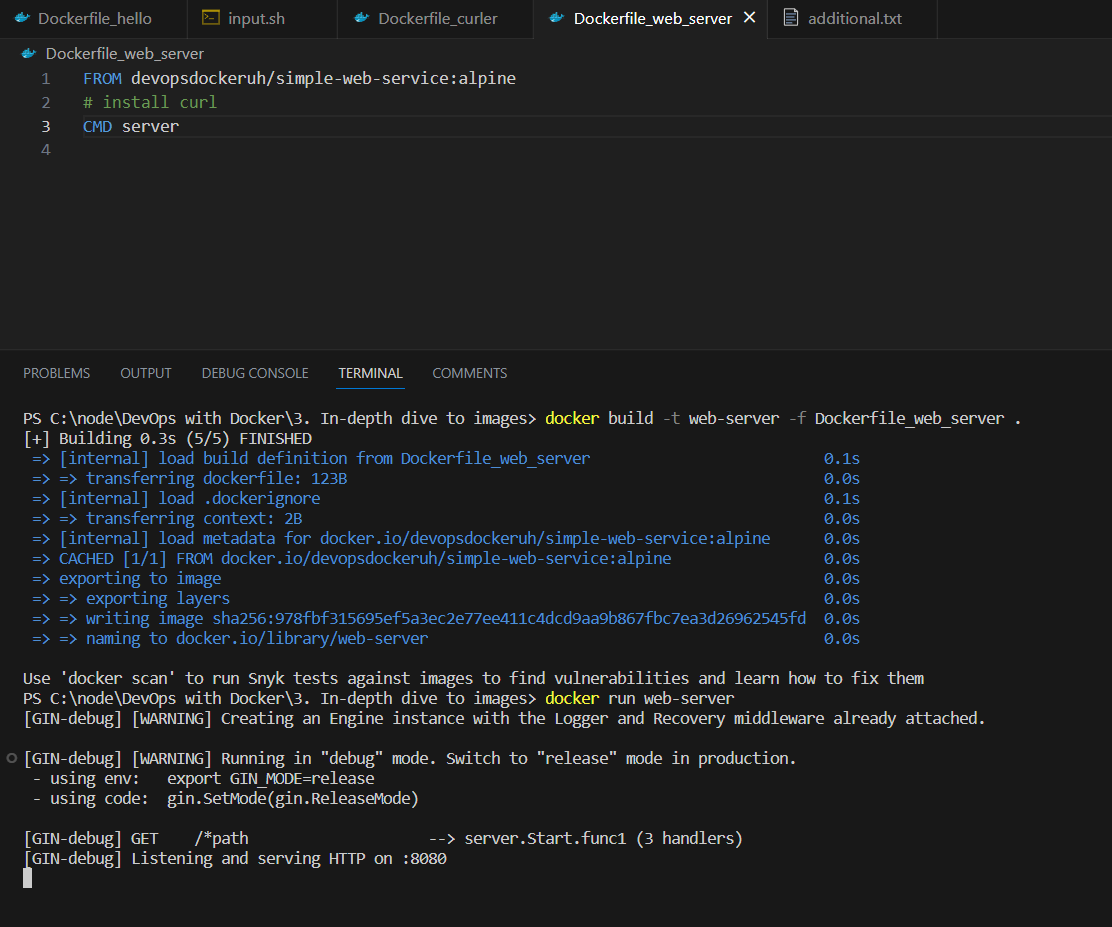 Dockerfile_hello input.sh Dockerfile_curler Dockerfile_web_server additional.txt
Dockerfile_web_server
1 FROM devopsdockeruh/simple-web-service:alpine
2 # install curl
3 CMD server
4
PROBLEMS OUTPUT DEBUG CONSOLE TERMINAL COMMENTS
PS C:\node\DevOps with Docker\3. In-depth dive to images> docker build -t web-server -f Dockerfile_web_server .
[+] Building 0.3s (5/5) FINISHED
=> [internal] load build definition from Dockerfile_web_server 0.1s
=> => transferring dockerfile: 123B 0.0s
=> [internal] load .dockerignore 0.1s
=> => transferring context: 2B 0.0s
=> [internal] load metadata for docker.io/devopsdockeruh/simple-web-service:alpine 0.0s
=> CACHED [1/1] FROM docker.io/devopsdockeruh/simple-web-service:alpine 0.0s
=> exporting to image 0.0s
=> => exporting layers 0.0s
=> => writing image sha256:978fbf315695ef5a3ec2e77ee411c4dcd9aa9b867fbc7ea3d26962545fd 0.0s
=> => naming to docker.io/library/web-server 0.0s
Use 'docker scan' to run Snyk tests against images to find vulnerabilities and learn how to fix them
PS C:\node\DevOps with Docker\3. In-depth dive to images> docker run web-server
[GIN-debug] [WARNING] Creating an Engine instance with the Logger and Recovery middleware already attached.
[GIN-debug] [WARNING] Running in "debug" mode. Switch to "release" mode in production.
- using env: export GIN_MODE=release
- using code: gin.SetMode(gin.ReleaseMode)
[GIN-debug] GET /*path --> server.Start.func1 (3 handlers)
[GIN-debug] Listening and serving HTTP on :8080